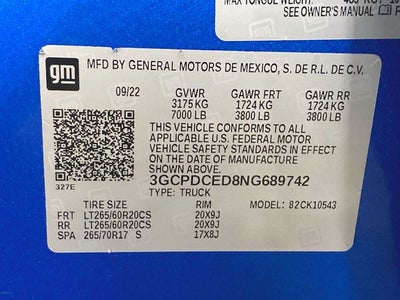 MAX TONGUE WEIGHT:
SEE OWNER'S MANUAL
gm
MFD BY GENERAL MOTORS DE MEXICO, S. DE R.L. DE C.V.
09/22 GVWR GAWR FRT GAWR RR
3175 KG 1724 KG 1724 KG
7000 LB 3800 LB 3800 LB
THIS VEHICLE CONFORMS TO ALL
APPLICABLE U.S. FEDERAL MOTOR
VEHICLE SAFETY STANDARDS IN EFFECT
ON THE DATE OF MANUFACTURE
SHOWN ABOVE.
3GCPDCED8NG689742
327E TYPE: TRUCK
TIRE SIZE RIM MODEL: 82CK10543
FRT LT265/60R20CS 20X9J
RR LT265/60R20CS 20X9J
SPA 265/70R17 S 17X8J